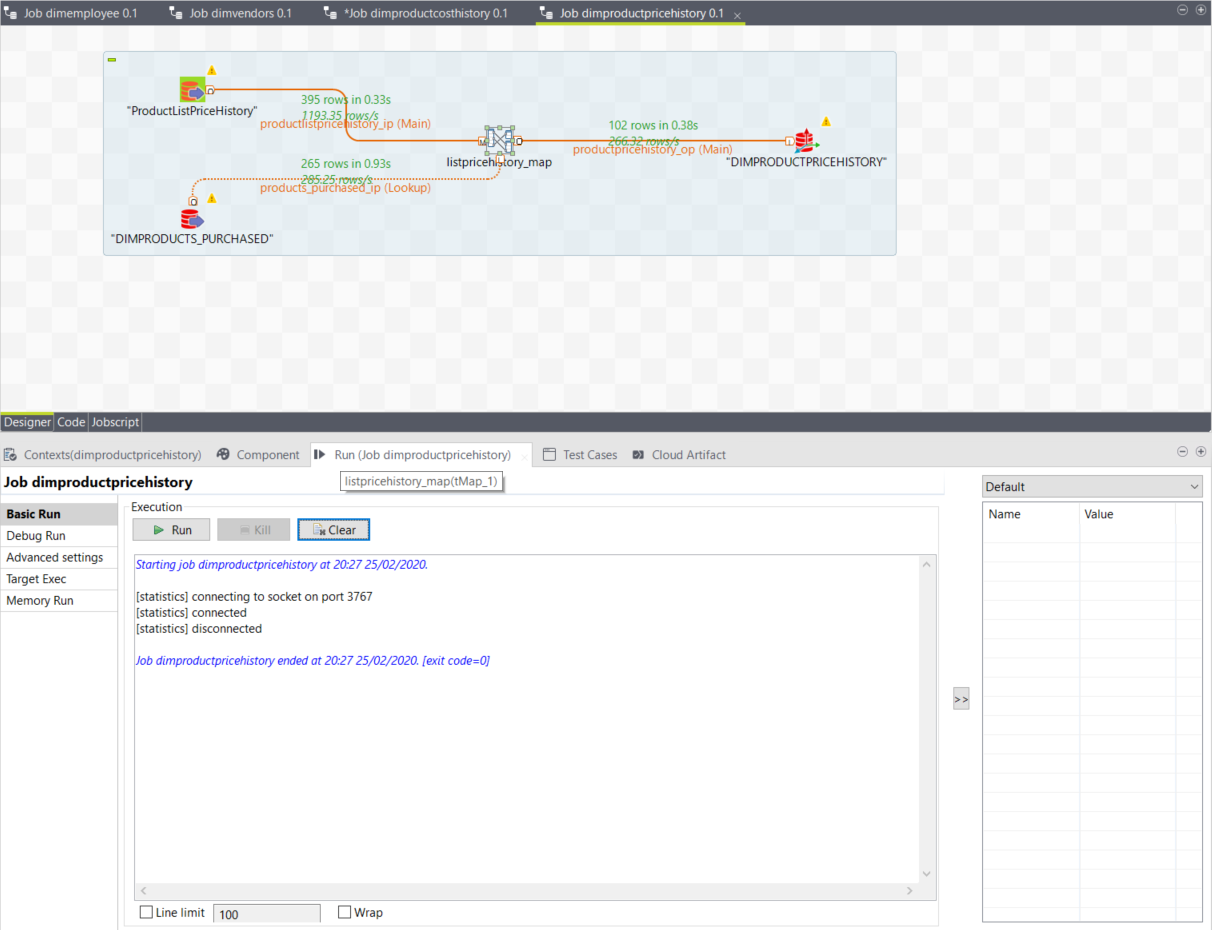 Job dimemployee 0.1
Job dimvendors 0.1
*Job dimproductcosthistory 0.1
Job dimproductpricehistory 0.1
"ProductListPriceHistory"
395 rows in 0.33s
1193.35 rows/s
productlistpricehistory_ip (Main)
listpricehistory_map
102 rows in 0.38s
266.32 rows/s
productpricehistory_op (Main)
"DIMPRODUCTPRICEHISTORY"
265 rows in 0.93s
285.25 rows/s
products_purchased_ip (Lookup)
"DIMPRODUCTS_PURCHASED"
Designer
Code
Jobscript
Contexts(dimproductpricehistory)
Component
Run (Job dimproductpricehistory)
Test Cases
Cloud Artifact
Job dimproductpricehistory
listpricehistory_map(tMap_1)
Default
Basic Run
Debug Run
Advanced settings
Target Exec
Memory Run
Execution
Run
Kill
Clear
Name
Value
Starting job dimproductpricehistory at 20:27 25/02/2020.
[statistics] connecting to socket on port 3767
[statistics] connected
[statistics] disconnected
Job dimproductpricehistory ended at 20:27 25/02/2020. [exit code=0]
>>
Line limit
100
Wrap